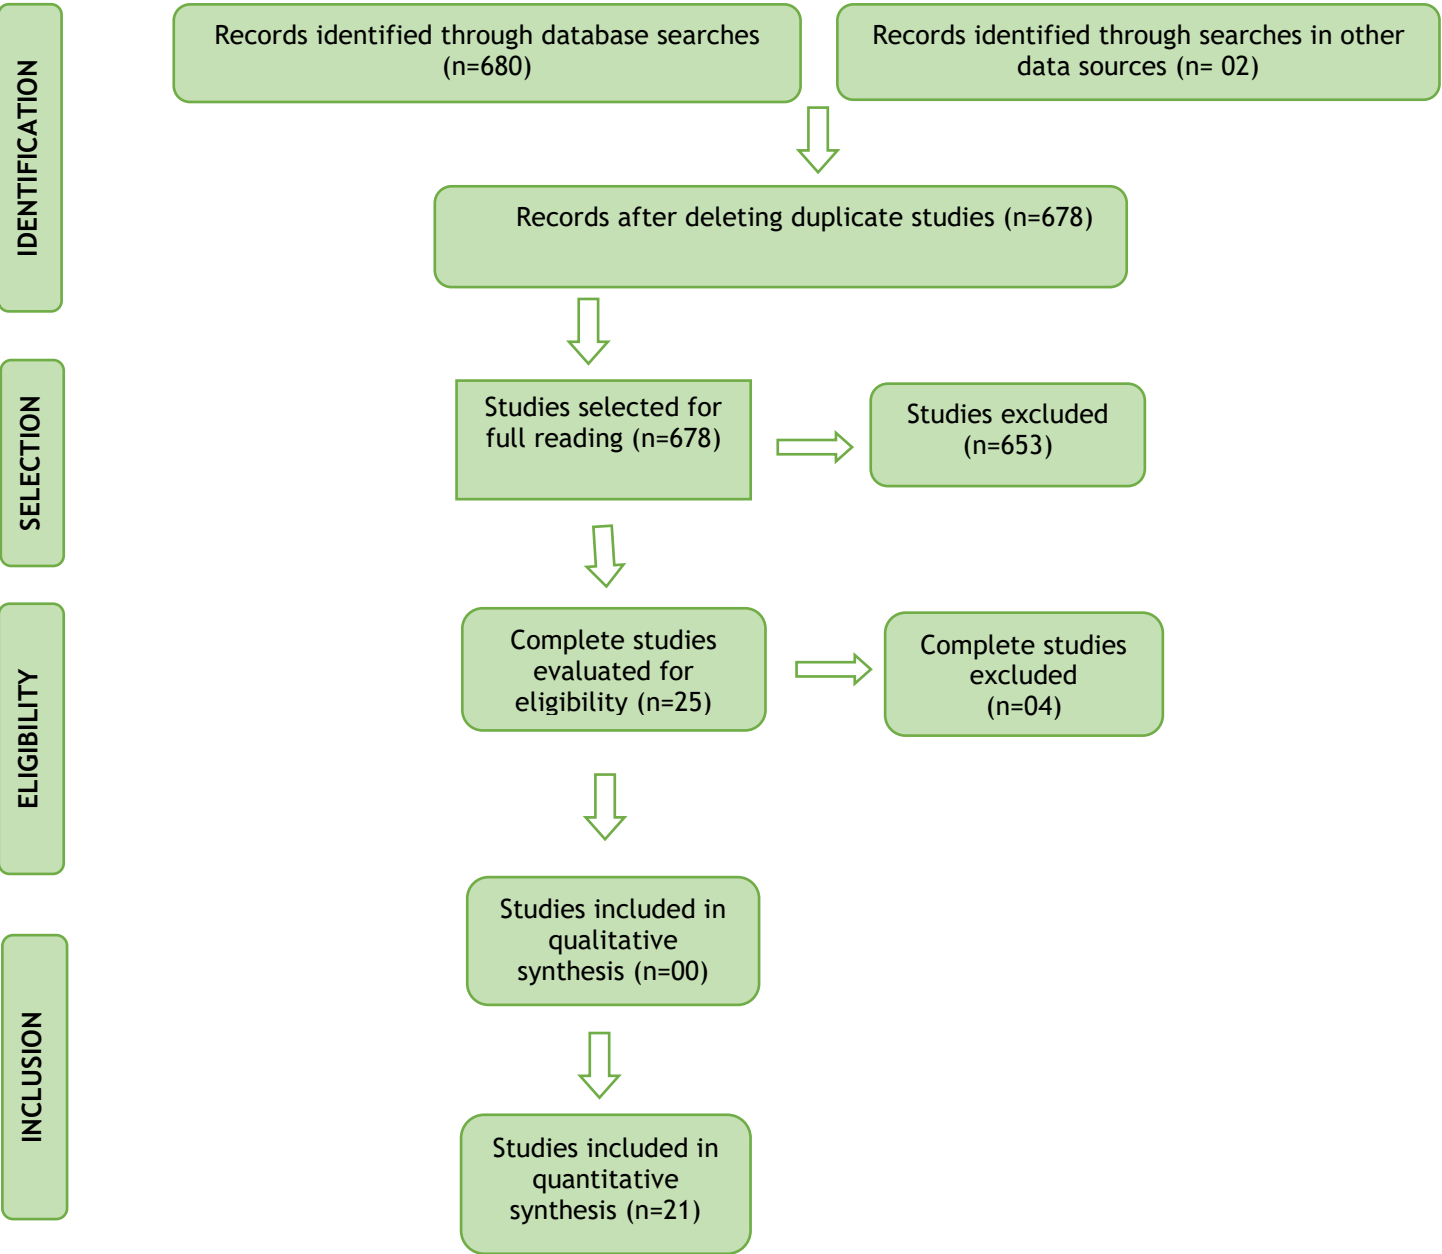 IDENTIFICATION
Records identified through database searches
(n=680)
Records identified through searches in other
data sources (n= 02)
Records after deleting duplicate studies (n=678)
SELECTION
Studies selected for
full reading (n=678)
Studies excluded
(n=653)
ELIGIBILITY
Complete studies
evaluated for
eligibility (n=25)
Complete studies
excluded
(n=04)
Studies included in
qualitative
synthesis (n=00)
INCLUSION
Studies included in
quantitative
synthesis (n=21)